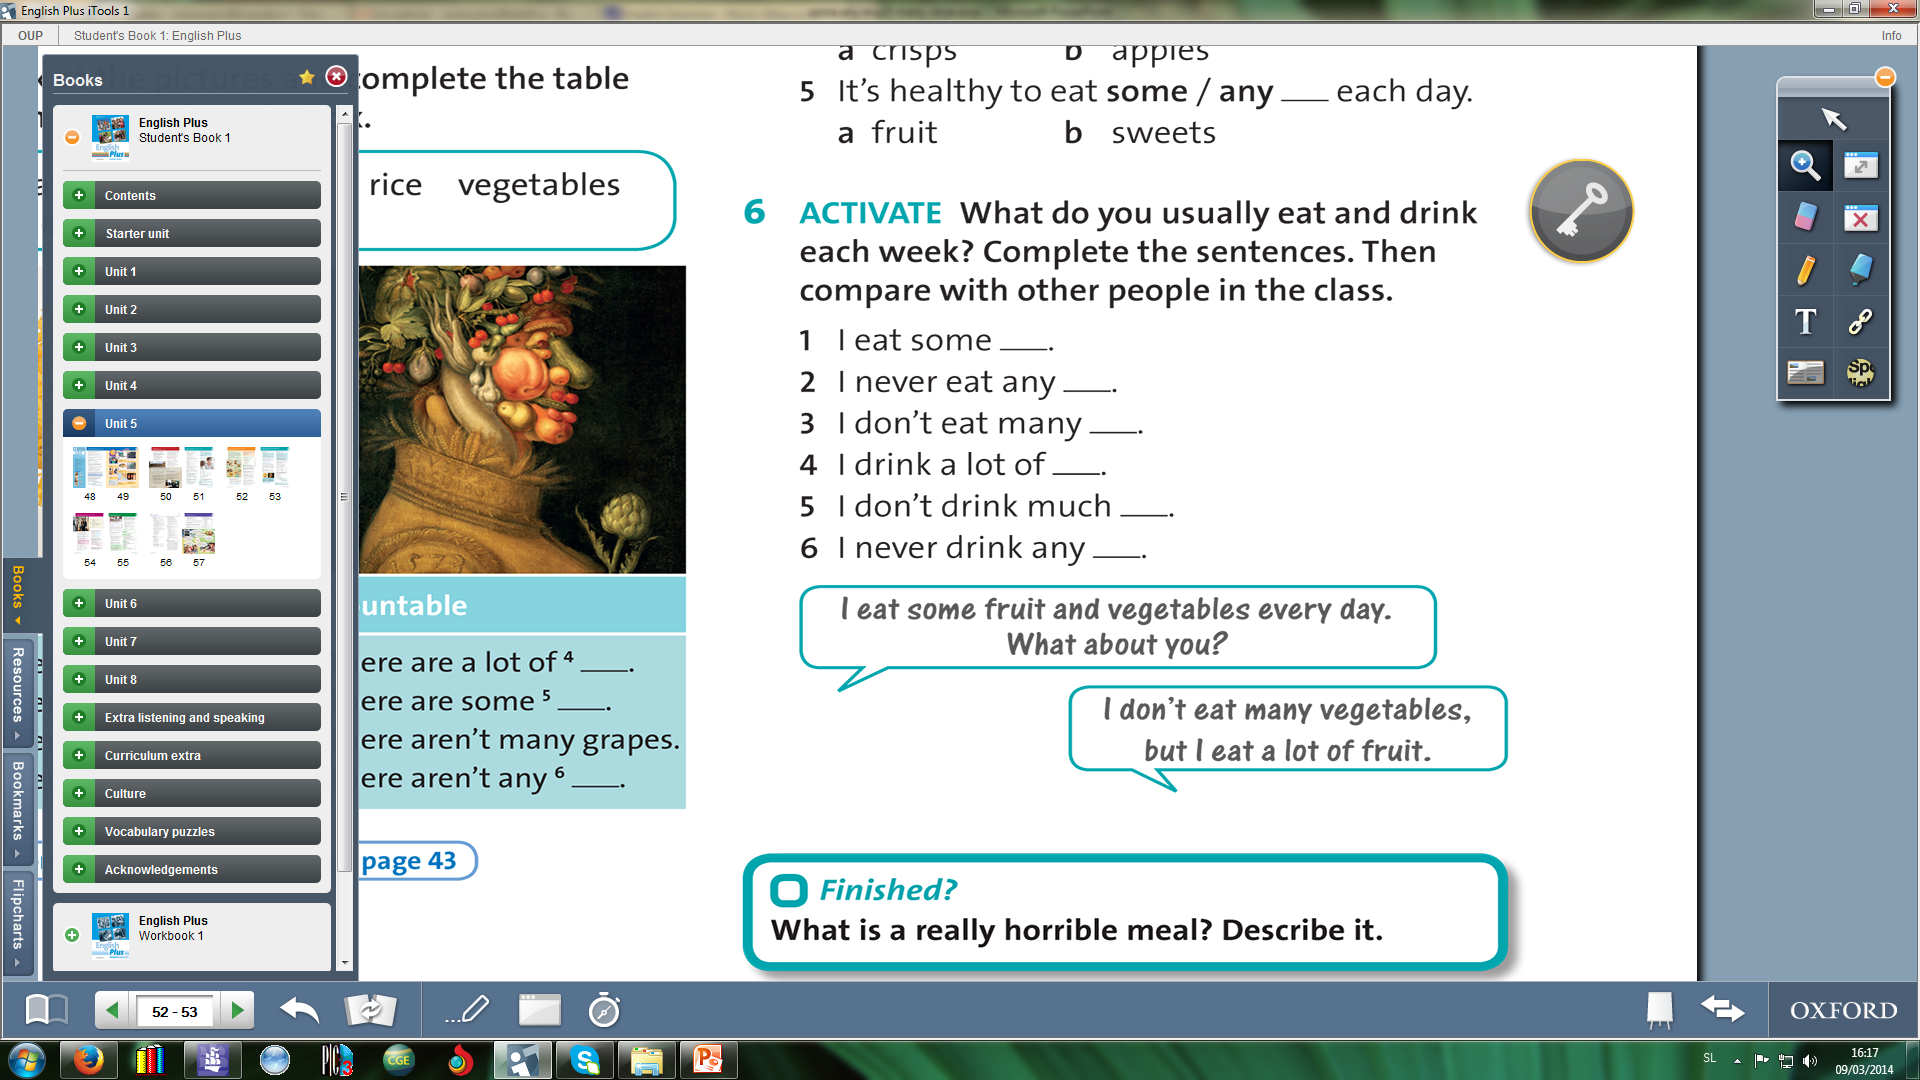 English Plus iTools 1
OUP
Student's Book 1: English Plus
Info
Books
English Plus
Student's Book 1
Contents
Starter unit
Unit 1
Unit 2
Unit 3
Unit 4
Unit 5
48 49 50 51 52 53
54 55 56 57
Unit 6
Unit 7
Unit 8
Extra listening and speaking
Curriculum extra
Culture
Vocabulary puzzles
Acknowledgements
English Plus
Workbook 1
Books
Resources
Bookmarks
Flipcharts
the pictures complete the table
rice vegetables
untable
ere are a lot of 4 ___.
ere are some 5 ___.
ere aren't many grapes.
ere aren't any 6 ___.
page 43
a crisps b apples
5 It's healthy to eat some / any ___ each day.
a fruit b sweets
6 ACTIVATE What do you usually eat and drink
each week? Complete the sentences. Then
compare with other people in the class.
1 I eat some ___.
2 I never eat any ___.
3 I don't eat many ___.
4 I drink a lot of ___.
5 I don't drink much ___.
6 I never drink any ___.
I eat some fruit and vegetables every day.
What about you?
I don't eat many vegetables,
but I eat a lot of fruit.
Finished?
What is a really horrible meal? Describe it.
T
52 - 53
OXFORD
CGE
SL
16:17
09/03/2014